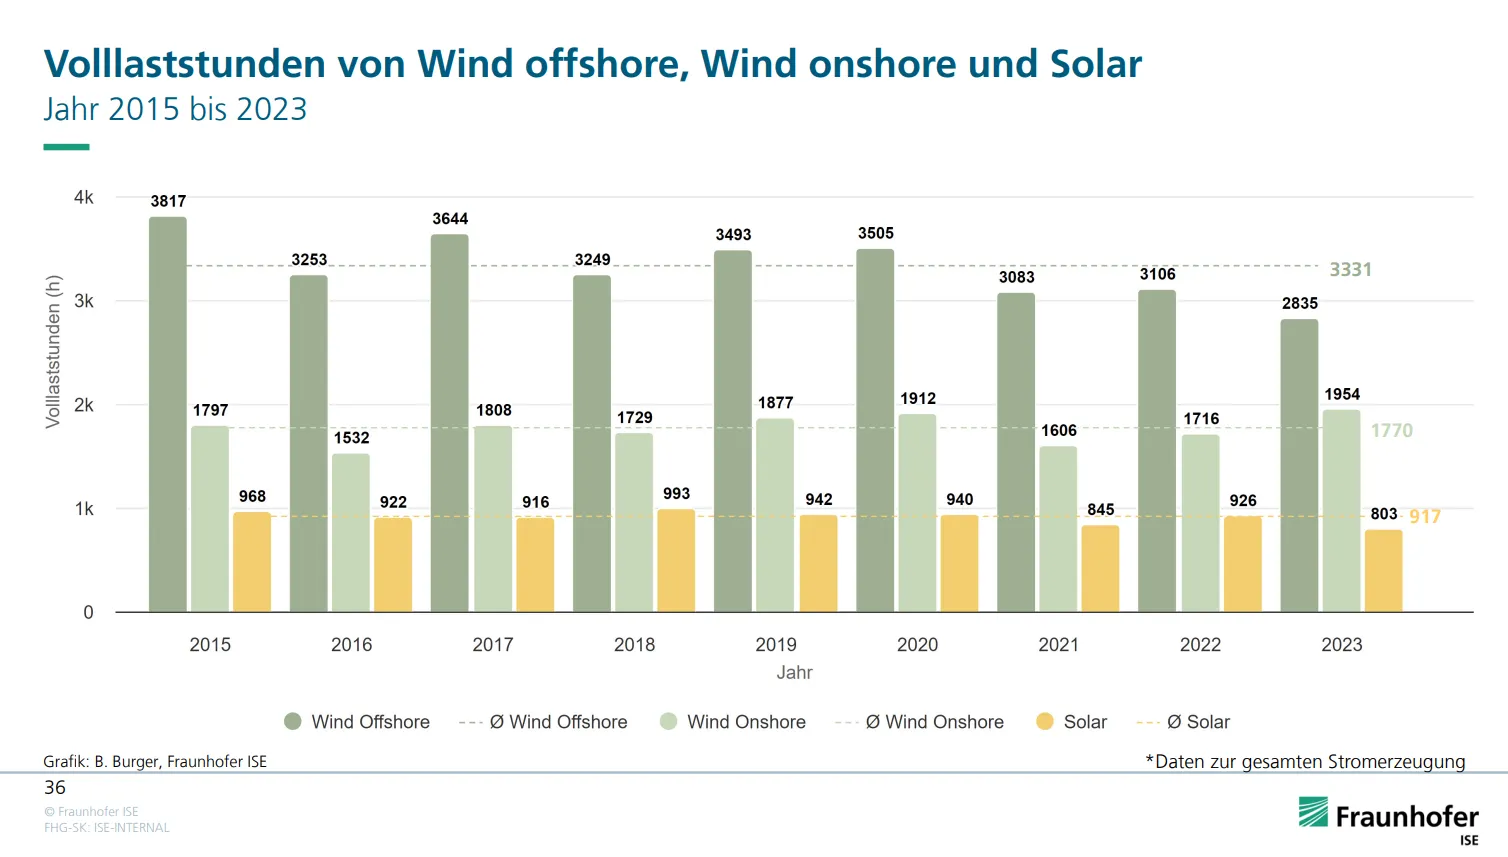 Volllaststunden von Wind offshore, Wind onshore und Solar
Jahr 2015 bis 2023
Volllaststunden (h)
4k
3k
2k
1k
0
3817
1797
968
3253
1532
922
3644
1808
916
3249
1729
993
3493
1877
942
3505
1912
940
3083
1606
845
3106
1716
926
2835
1954
803
3331
1770
917
2015 2016 2017 2018 2019 2020 2021 2022 2023
Jahr
Wind Offshore Ø Wind Offshore Wind Onshore Ø Wind Onshore Solar Ø Solar
Grafik: B. Burger, Fraunhofer ISE
*Daten zur gesamten Stromerzeugung
36
© Fraunhofer ISE
FHG-SK: ISE-INTERNAL
Fraunhofer
ISE